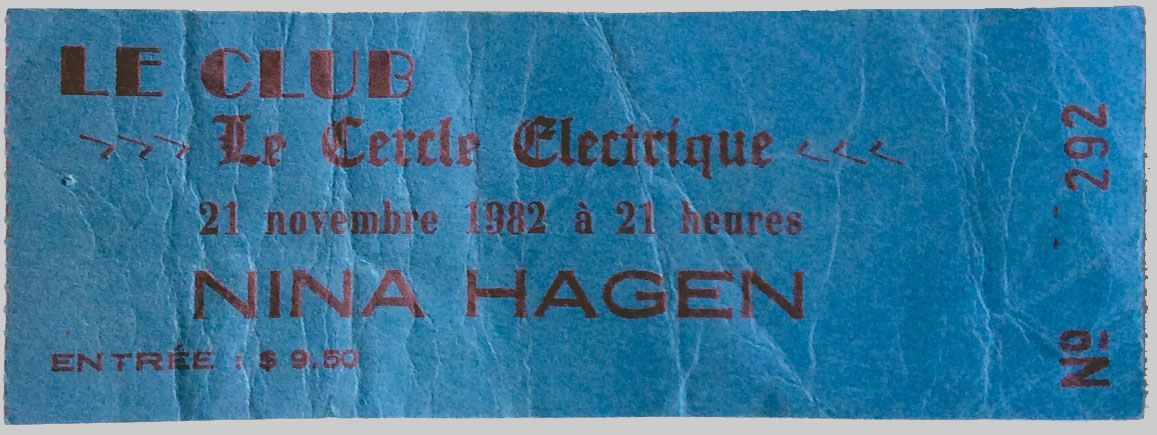 LE CLUB
>>> Le Cercle Electrique <<<
21 novembre 1982 à 21 heures
NINA HAGEN
ENTRÉE : $ 9.50
Nº -- 292